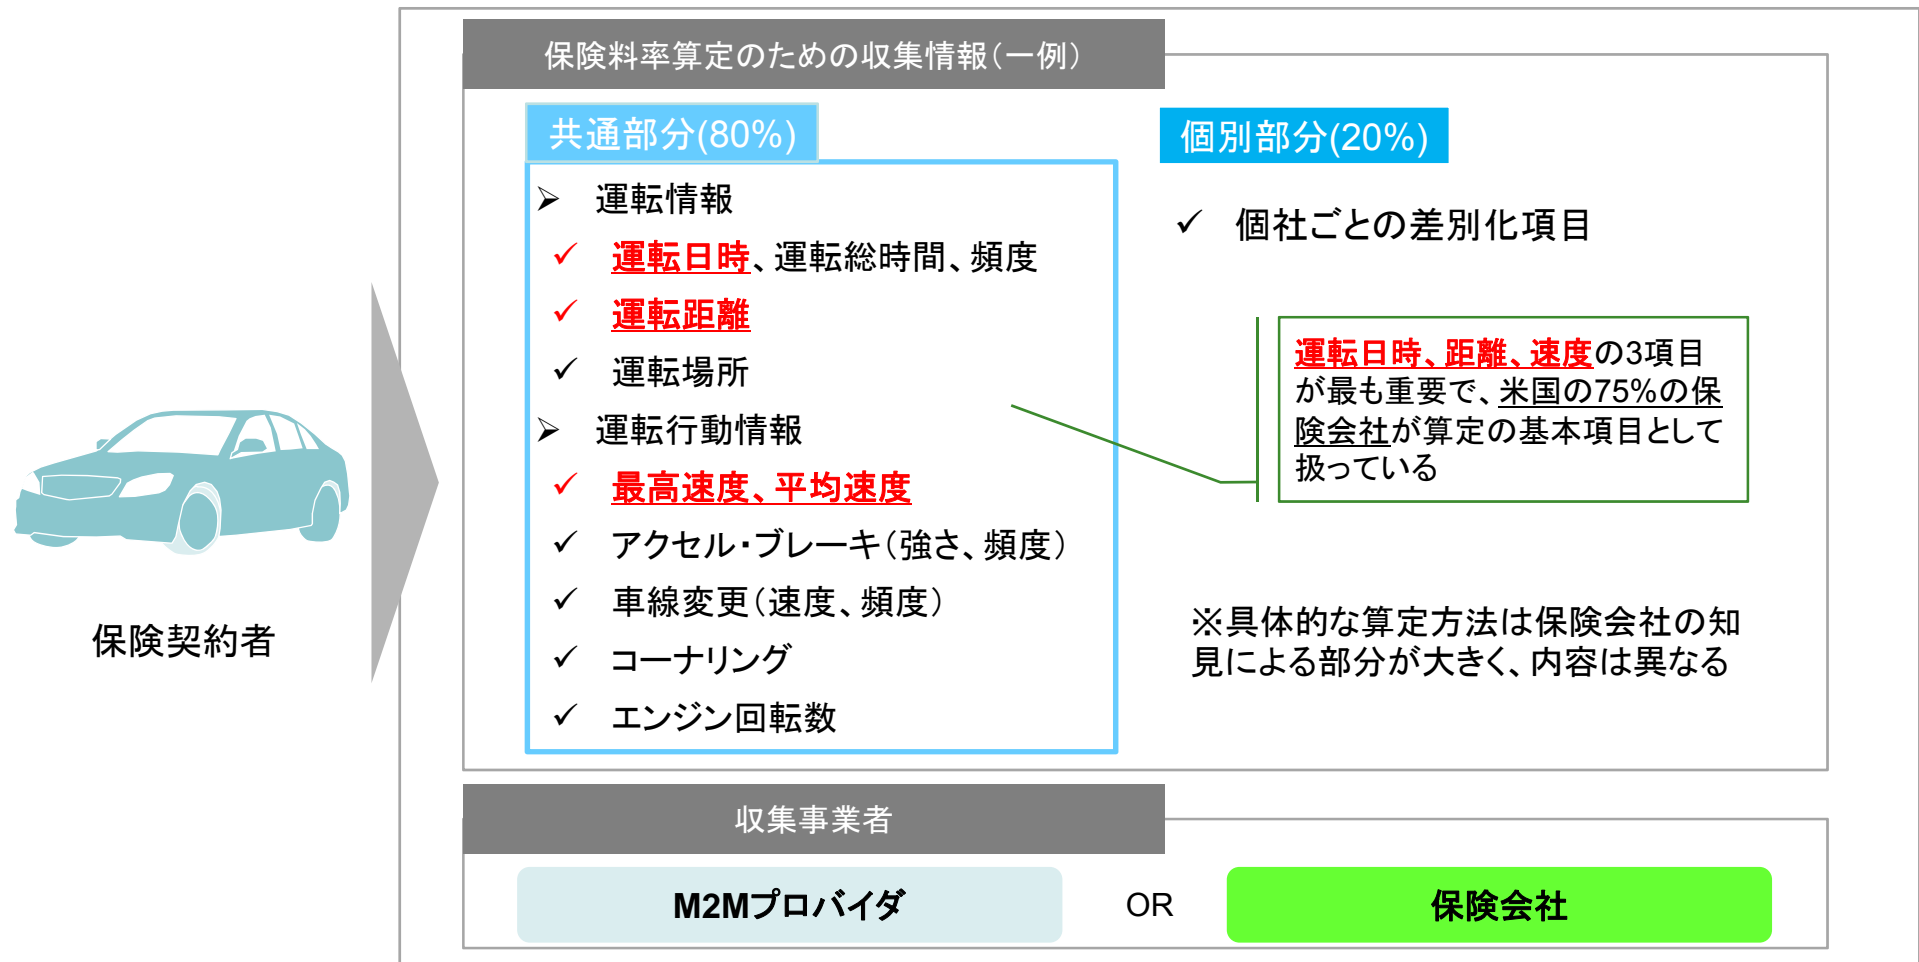 保険料率算定のための収集情報（一例）
共通部分(80%)
➢ 運転情報
✓ 運転日時、運転総時間、頻度
✓ 運転距離
✓ 運転場所
➢ 運転行動情報
✓ 最高速度、平均速度
✓ アクセル・ブレーキ（強さ、頻度）
✓ 車線変更（速度、頻度）
✓ コーナリング
✓ エンジン回転数
個別部分(20%)
✓ 個社ごとの差別化項目
運転日時、距離、速度の3項目
が最も重要で、米国の75%の保
険会社が算定の基本項目として
扱っている
※具体的な算定方法は保険会社の知
見による部分が大きく、内容は異なる
保険契約者
収集事業者
M2Mプロバイダ
OR
保険会社